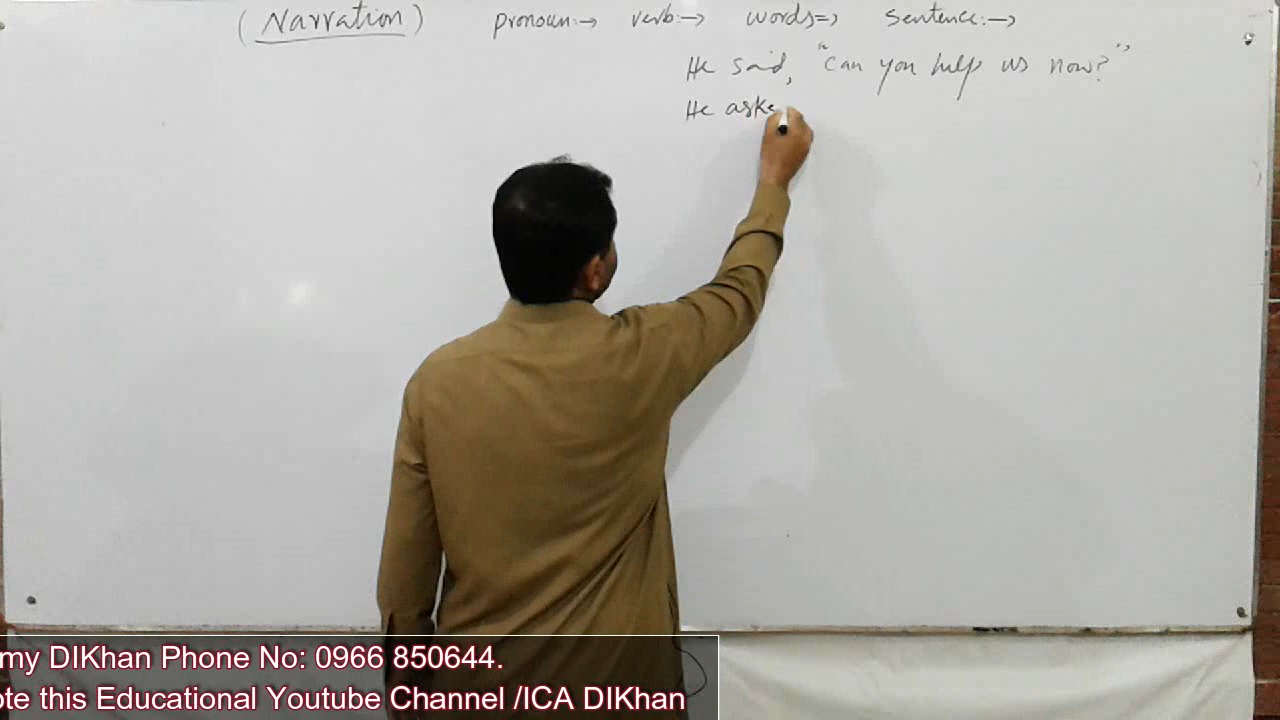 (Narration) pronoun:→ verb:→ words⇒ sentence:→
He said, "Can you help us now?"
He aske
my DIKhan Phone No: 0966 850644.
ote this Educational Youtube Channel /ICA DIKhan